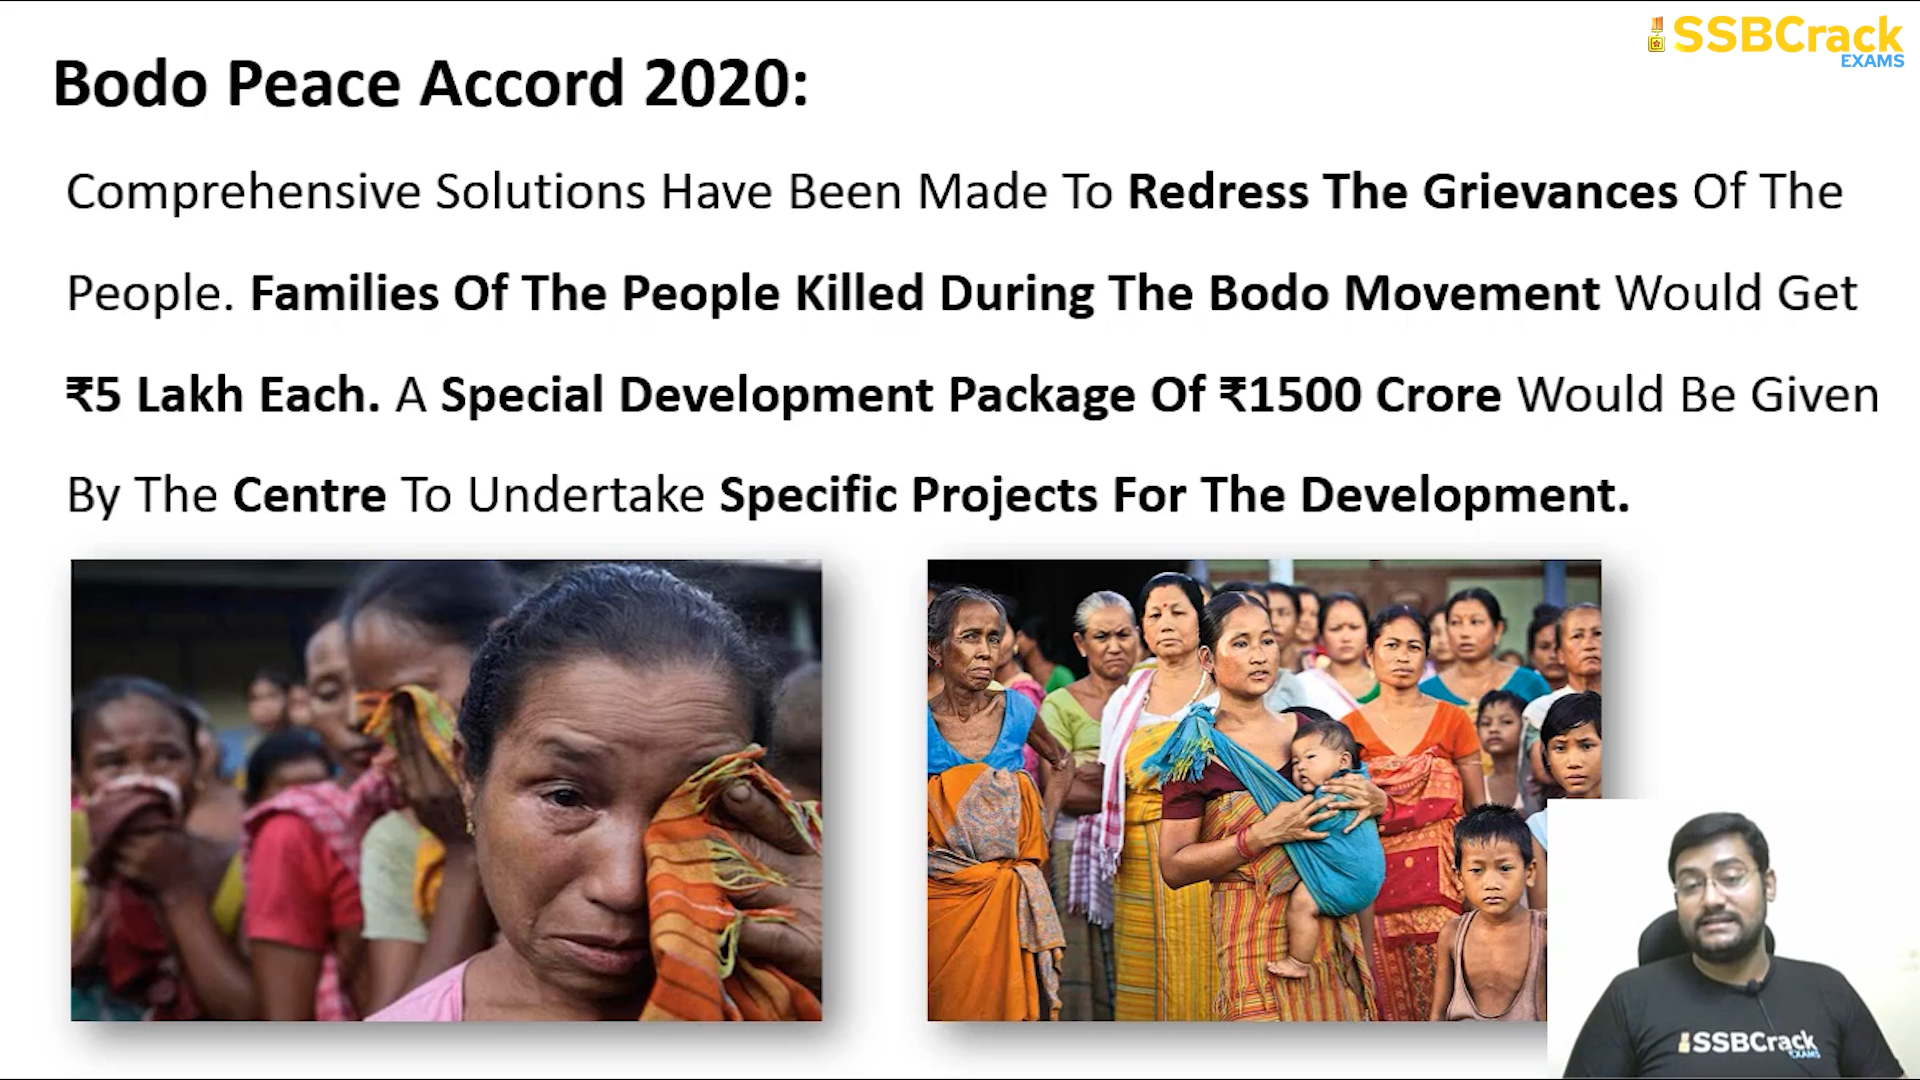 SSBCrack
EXAMS
Bodo Peace Accord 2020:
Comprehensive Solutions Have Been Made To Redress The Grievances Of The
People. Families Of The People Killed During The Bodo Movement Would Get
₹5 Lakh Each. A Special Development Package Of ₹1500 Crore Would Be Given
By The Centre To Undertake Specific Projects For The Development.
SSBCrack
EXAMS